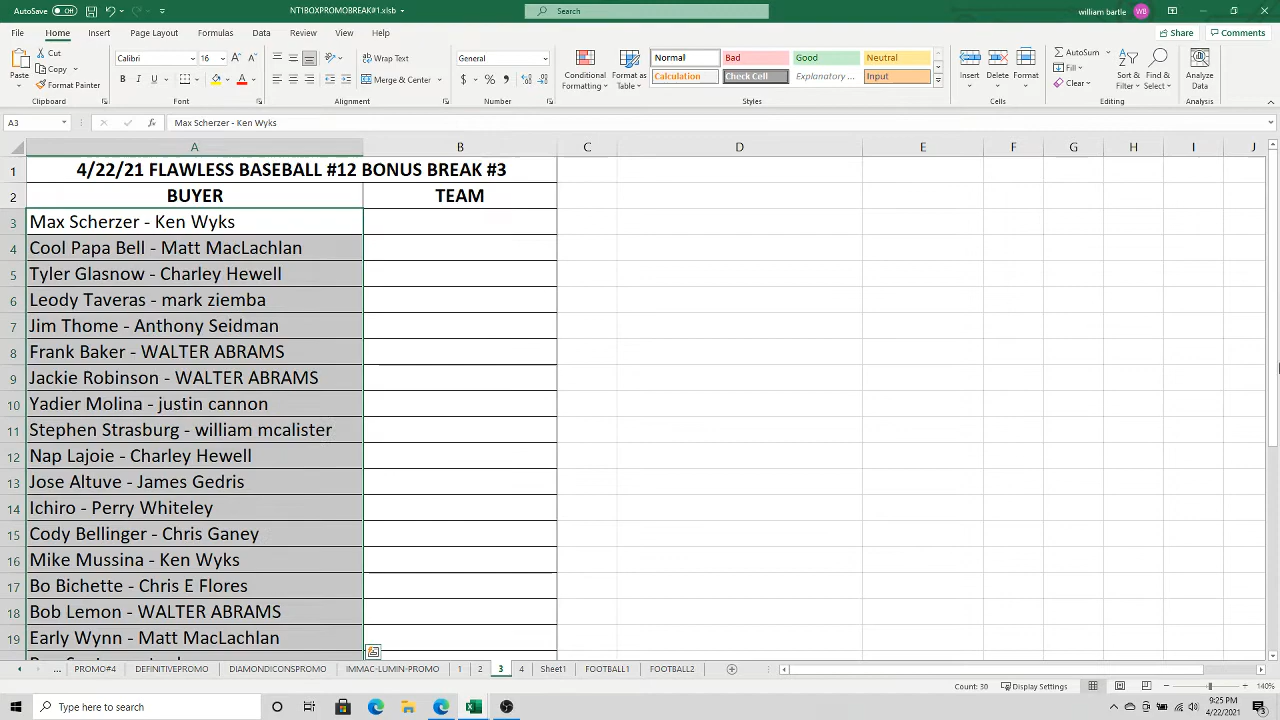 AutoSave Off NT1BOXPROMOBREAK#1.xlsb Search william bartle WB
File Home Insert Page Layout Formulas Data Review View Help Share Comments
Paste Cut Copy Format Painter Clipboard
Calibri 16 B I U Font
Wrap Text Merge & Center Alignment
General $ % , Number
Conditional Formatting Format as Table
Normal Bad Good Neutral
Calculation Check Cell Explanatory ... Input
Styles
Insert Delete Format Cells
AutoSum Fill Clear Sort & Filter Find & Select Editing
Analyze Data Analysis
A3 fx Max Scherzer - Ken Wyks
A B C D E F G H I J
1 4/22/21 FLAWLESS BASEBALL #12 BONUS BREAK #3
2 BUYER TEAM
3 Max Scherzer - Ken Wyks
4 Cool Papa Bell - Matt MacLachlan
5 Tyler Glasnow - Charley Hewell
6 Leody Taveras - mark ziemba
7 Jim Thome - Anthony Seidman
8 Frank Baker - WALTER ABRAMS
9 Jackie Robinson - WALTER ABRAMS
10 Yadier Molina - justin cannon
11 Stephen Strasburg - william mcalister
12 Nap Lajoie - Charley Hewell
13 Jose Altuve - James Gedris
14 Ichiro - Perry Whiteley
15 Cody Bellinger - Chris Ganey
16 Mike Mussina - Ken Wyks
17 Bo Bichette - Chris E Flores
18 Bob Lemon - WALTER ABRAMS
19 Early Wynn - Matt MacLachlan
... PROMO#4 DEFINITIVEPROMO DIAMONDICONSPROMO IMMAC-LUMIN-PROMO 1 2 3 4 Sheet1 FOOTBALL1 FOOTBALL2
Count: 30 Display Settings 140%
Type here to search 9:25 PM
4/22/2021 3